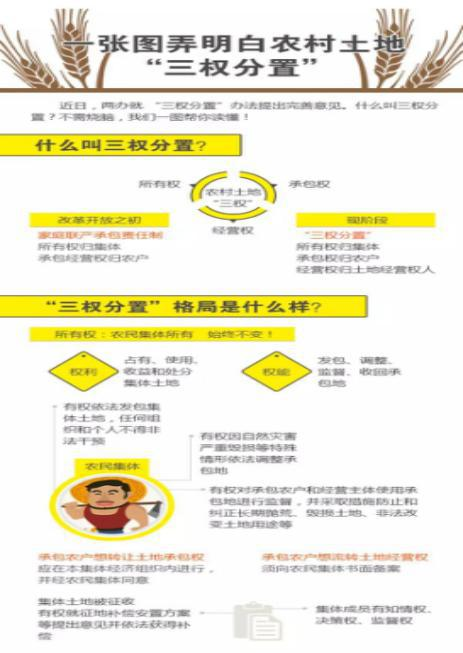 一张图弄明白农村土地
“三权分置”
近日，两办就“三权分置”办法提出完善意见。什么叫三权分
置？不需烧脑，我们一图帮你读懂！
什么叫三权分置?
所有权
农村土地
“三权”
承包权
经营权
改革开放之初
家庭联产承包责任制
所有权归集体
承包经营权归农户
现阶段
“三权分置”
所有权归集体
承包权归农户
经营权归土地经营权人
“三权分置”格局是什么样?
所有权：农民集体所有 始终不变！
权利
占有、使用、
收益和处分
集体土地
权能
发包、调整、
监督、收回承
包地
有权依法发包集
体土地，任何组
织和个人不得非
法干预
有权因自然灾害
严重毁损等特殊
情形依法调整承
包地
农民集体
有权对承包农户和经营主体使用承
包地进行监督，并采取措施防止和
纠正长期抛荒、毁损土地、非法改
变土地用途等
承包农户想转让土地承包权
应在本集体经济组织内进行，
并经农民集体同意
承包农户想流转土地经营权
须向农民集体书面备案
集体土地被征收
有权就征地补偿安置方案
等提出意见并依法获得补
偿
集体成员有知情权、
决策权、监督权